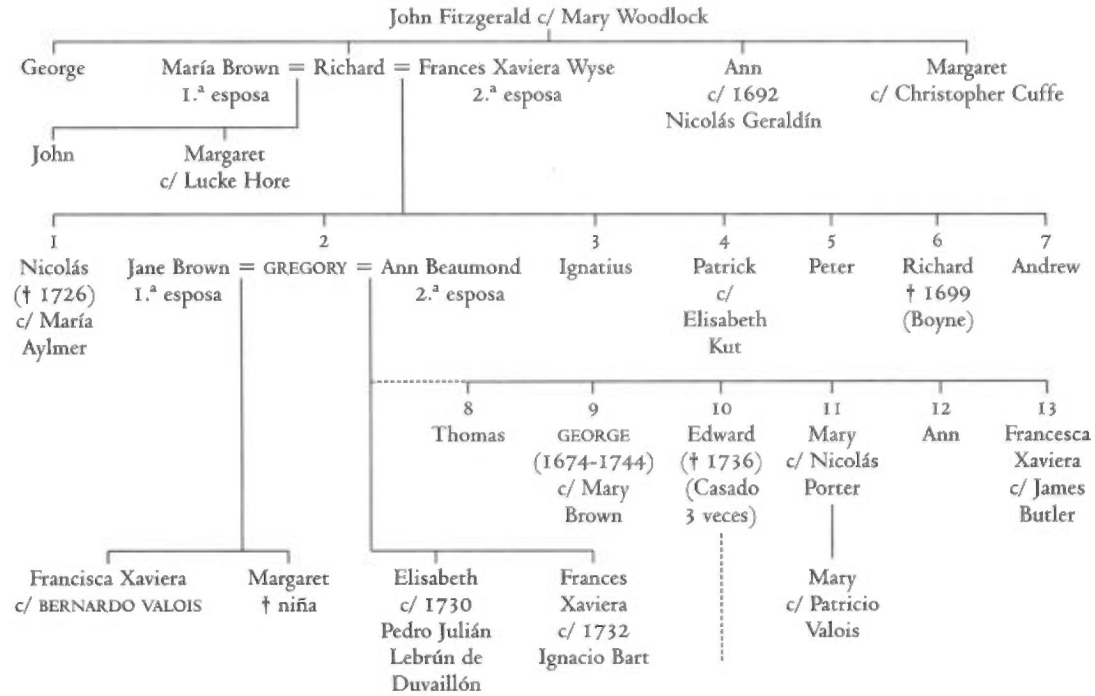 John Fitzgerald c/ Mary Woodlock
George
María Brown = Richard = Frances Xaviera Wyse
1.ª esposa
2.ª esposa
Ann
c/ 1692
Nicolás Geraldín
Margaret
c/ Christopher Cuffe
John
Margaret
c/ Lucke Hore
1
Nicolás
(† 1726)
c/ María
Aylmer
2
Jane Brown = GREGORY = Ann Beaumond
1.ª esposa
2.ª esposa
3
Ignatius
4
Patrick
c/
Elisabeth
Kut
5
Peter
6
Richard
† 1699
(Boyne)
7
Andrew
8
Thomas
9
GEORGE
(1674-1744)
c/ Mary
Brown
10
Edward
(† 1736)
(Casado
3 veces)
11
Mary
c/ Nicolás
Porter
12
Ann
13
Francesca
Xaviera
c/ James
Butler
Francisca Xaviera
c/ BERNARDO VALOIS
Margaret
† niña
Elisabeth
c/ 1730
Pedro Julián
Lebrún de
Duvaillón
Frances
Xaviera
c/ 1732
Ignacio Bart
Mary
c/ Patricio
Valois